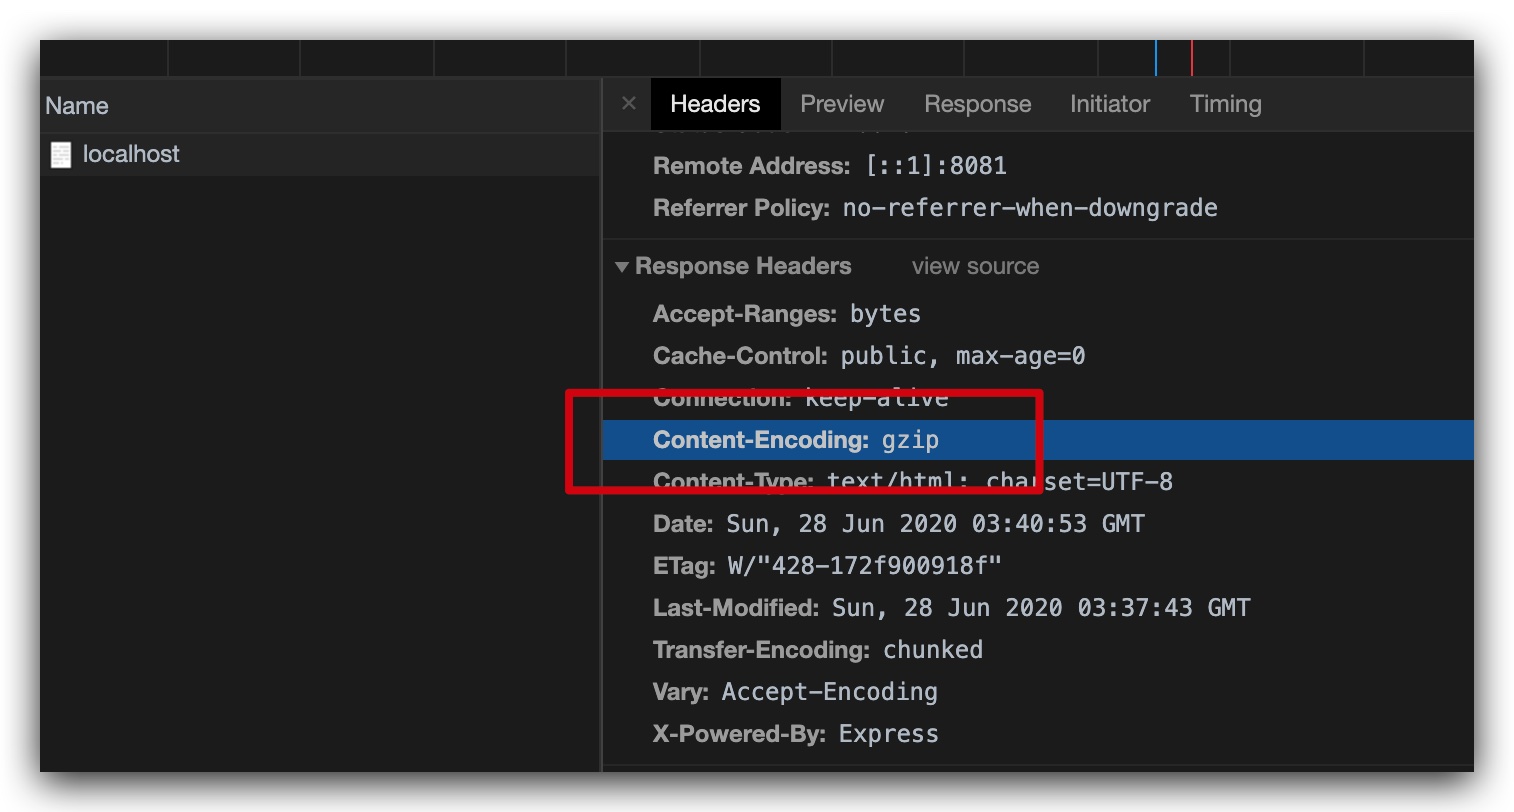 Name
localhost
× Headers Preview Response Initiator Timing
Remote Address: [::1]:8081
Referrer Policy: no-referrer-when-downgrade
Response Headers view source
Accept-Ranges: bytes
Cache-Control: public, max-age=0
Connection: keep-alive
Content-Encoding: gzip
Content-Type: text/html; charset=UTF-8
Date: Sun, 28 Jun 2020 03:40:53 GMT
ETag: W/"428-172f900918f"
Last-Modified: Sun, 28 Jun 2020 03:37:43 GMT
Transfer-Encoding: chunked
Vary: Accept-Encoding
X-Powered-By: Express